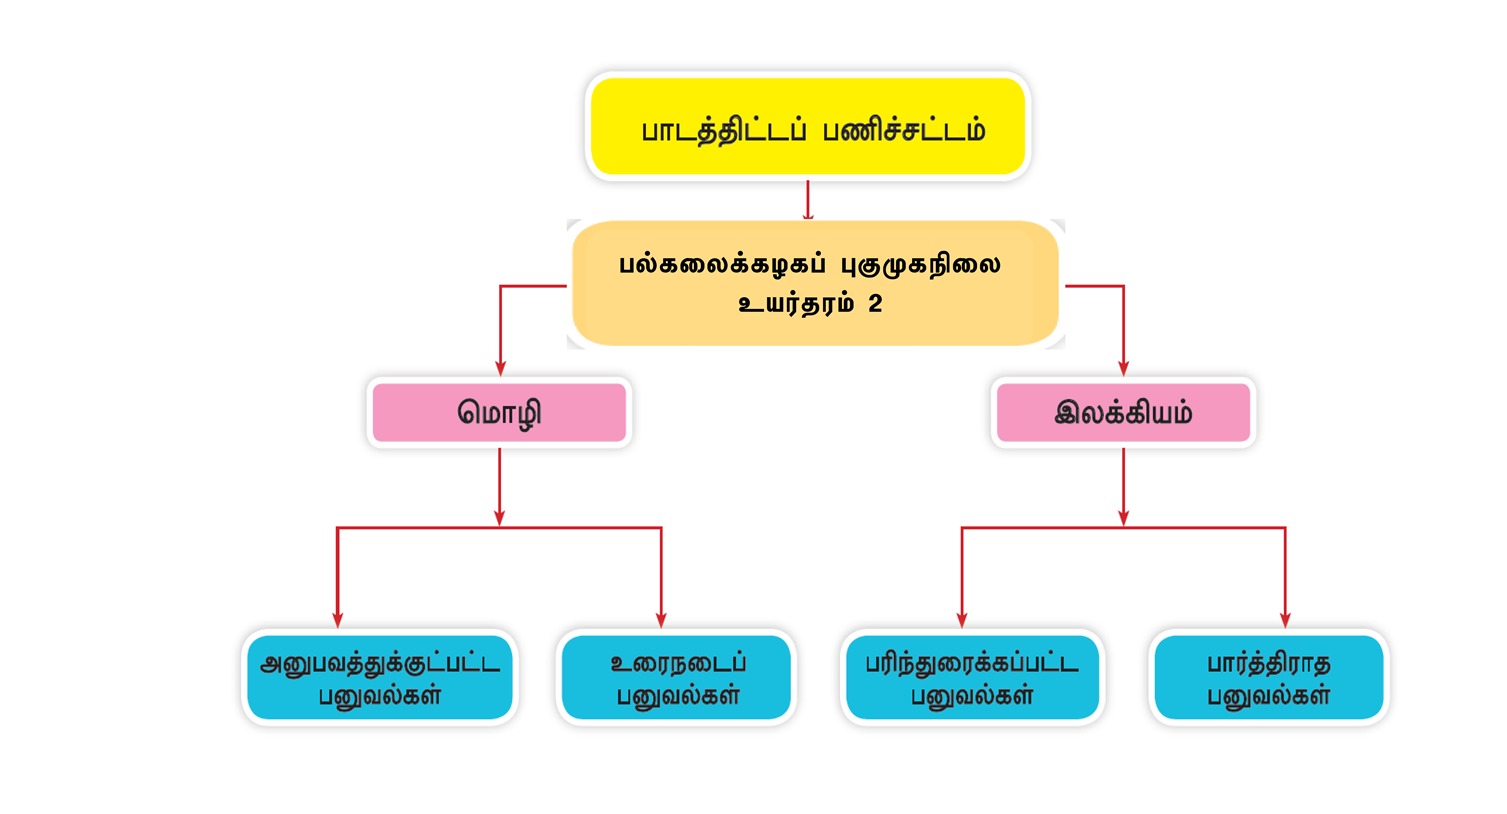 பாடத்திட்டப் பணிச்சட்டம்
பல்கலைக்கழகப் புகுமுகநிலை
உயர்தரம் 2
மொழி
இலக்கியம்
அனுபவத்துக்குட்பட்ட
பனுவல்கள்
உரைநடைப்
பனுவல்கள்
பரிந்துரைக்கப்பட்ட
பனுவல்கள்
பார்த்திராத
பனுவல்கள்